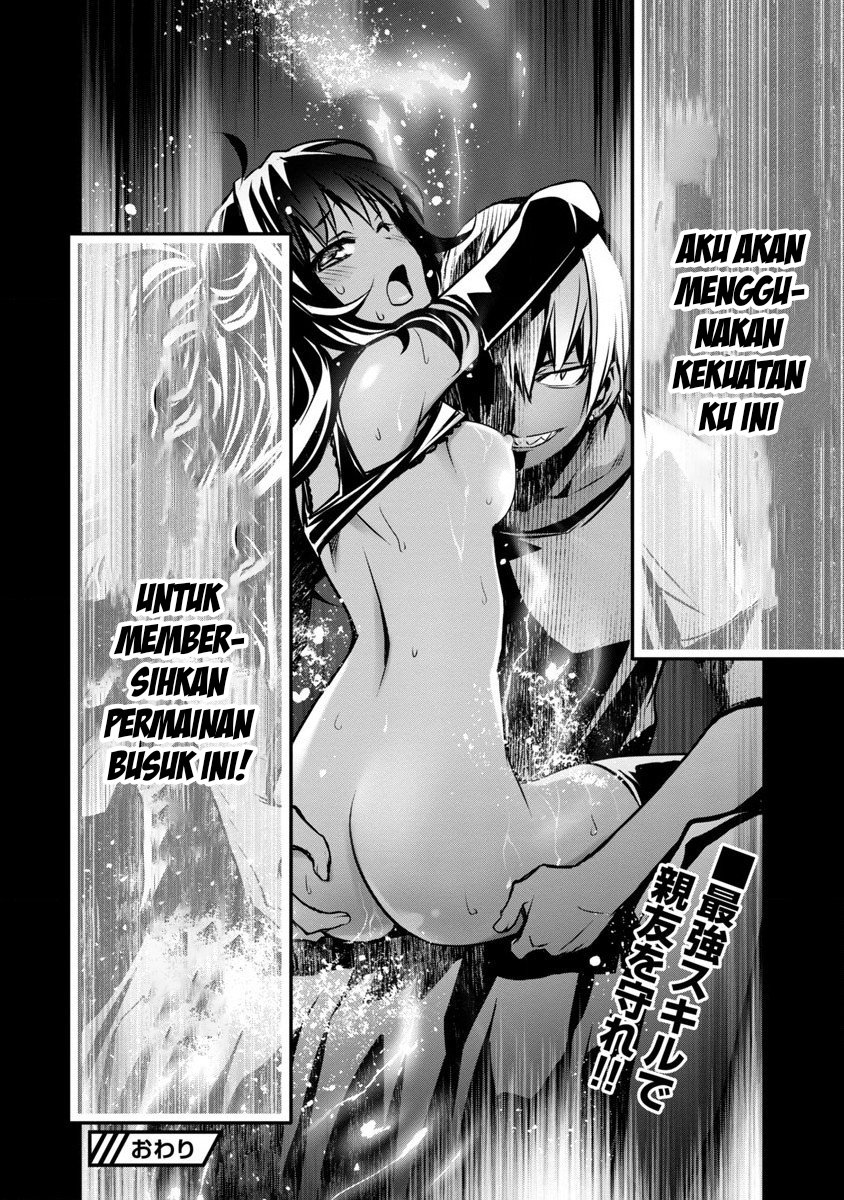 AKU AKAN
MENGGU-
NAKAN
KEKUATAN
KU INI
UNTUK
MEMBER-
SIHKAN
PERMAINAN
BUSUK INI!
■最強スキルで
親友を守れ!!
おわり